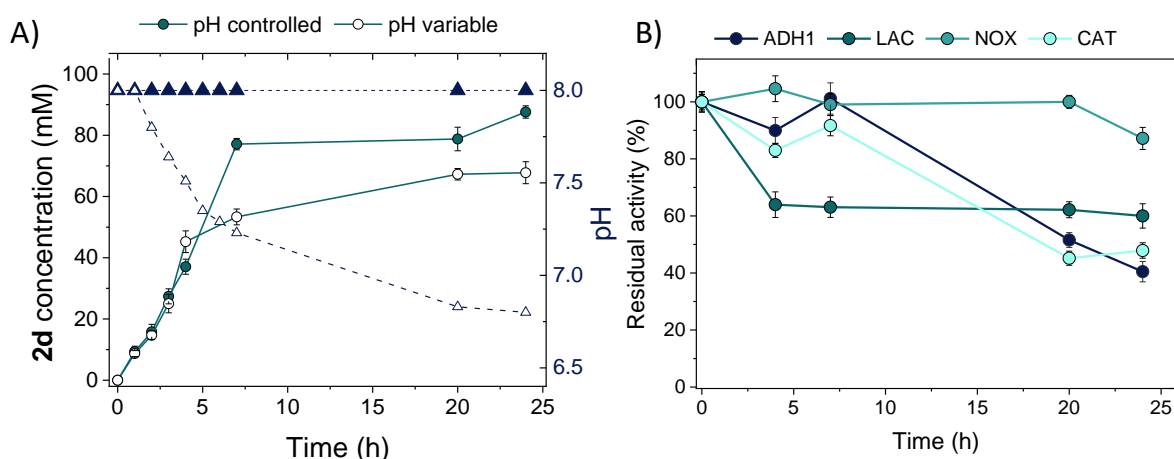 A)
pH controlled
pH variable
2d concentration (mM)
100
80
60
40
20
0
0
5
10
15
20
25
Time (h)
8.0
7.5
7.0
6.5
pH
B)
ADH1
LAC
NOX
CAT
Residual activity (%)
100
80
60
40
20
0
0
5
10
15
20
25
Time (h)